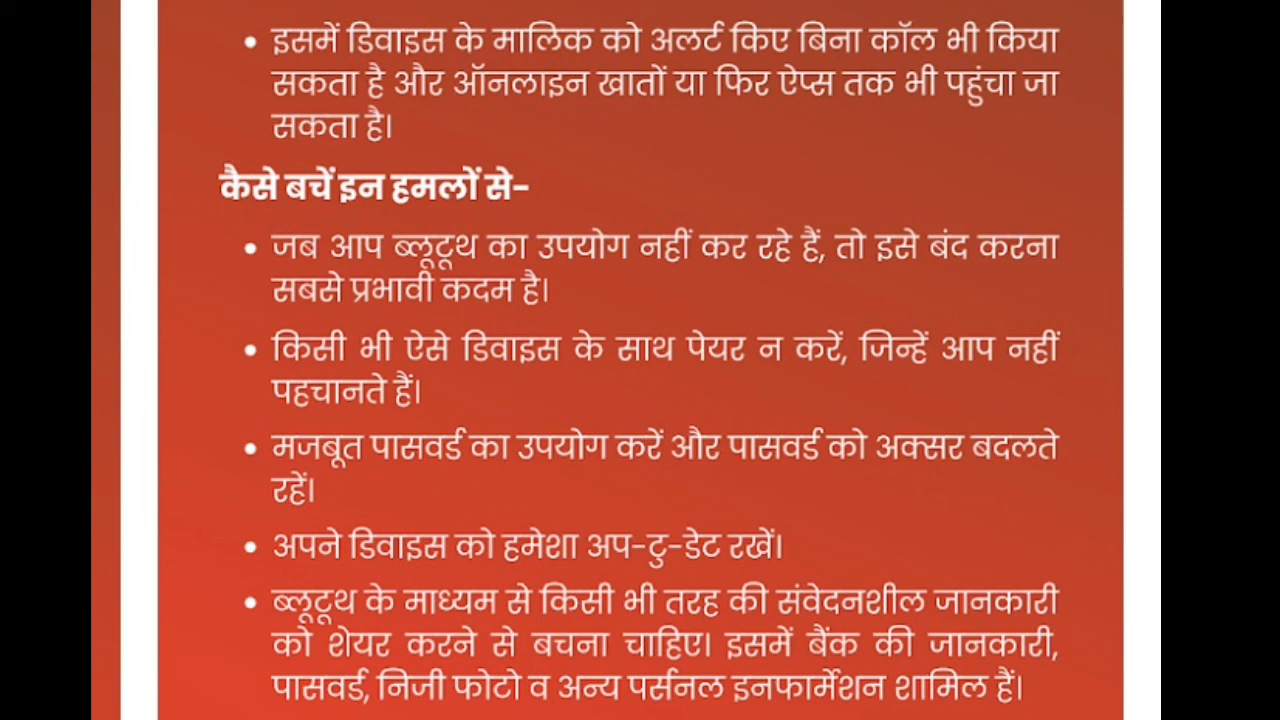 • इसमें डिवाइस के मालिक को अलर्ट किए बिना कॉल भी किया
सकता है और ऑनलाइन खातों या फिर ऐप्स तक भी पहुंचा जा
सकता है।
कैसे बचें इन हमलों से-
• जब आप ब्लूटूथ का उपयोग नहीं कर रहे हैं, तो इसे बंद करना
सबसे प्रभावी कदम है।
• किसी भी ऐसे डिवाइस के साथ पेयर न करें, जिन्हें आप नहीं
पहचानते हैं।
• मजबूत पासवर्ड का उपयोग करें और पासवर्ड को अक्सर बदलते
रहें।
• अपने डिवाइस को हमेशा अप-टु-डेट रखें।
• ब्लूटूथ के माध्यम से किसी भी तरह की संवेदनशील जानकारी
को शेयर करने से बचना चाहिए। इसमें बैंक की जानकारी,
पासवर्ड, निजी फोटो व अन्य पर्सनल इनफार्मेशन शामिल हैं।